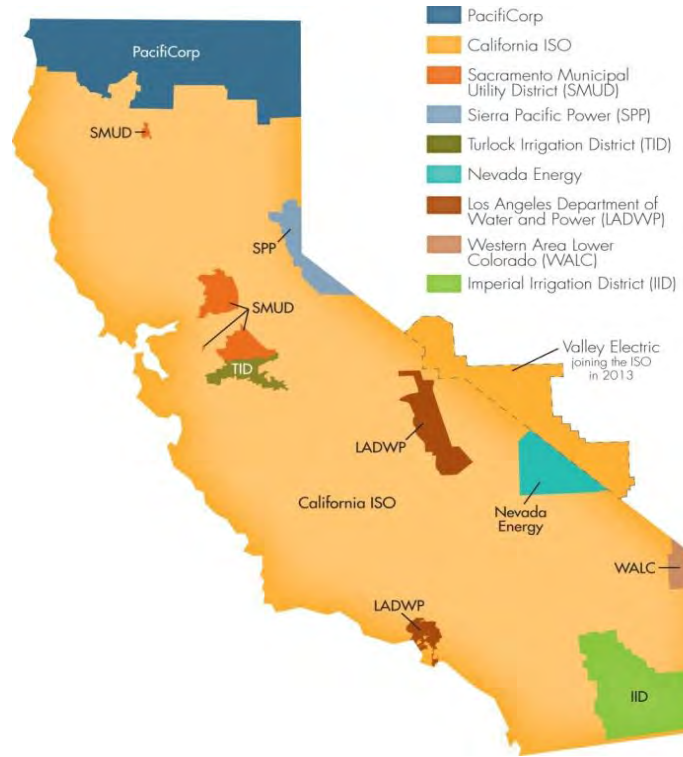 PacifiCorp
California ISO
Sacramento Municipal
Utility District (SMUD)
Sierra Pacific Power (SPP)
Turlock Irrigation District (TID)
Nevada Energy
Los Angeles Department of
Water and Power (LADWP)
Western Area Lower
Colorado (WALC)
Imperial Irrigation District (IID)
PacifiCorp
SMUD
SPP
SMUD
TID
Valley Electric
joining the ISO
in 2013
LADWP
California ISO
Nevada
Energy
WALC
LADWP
IID